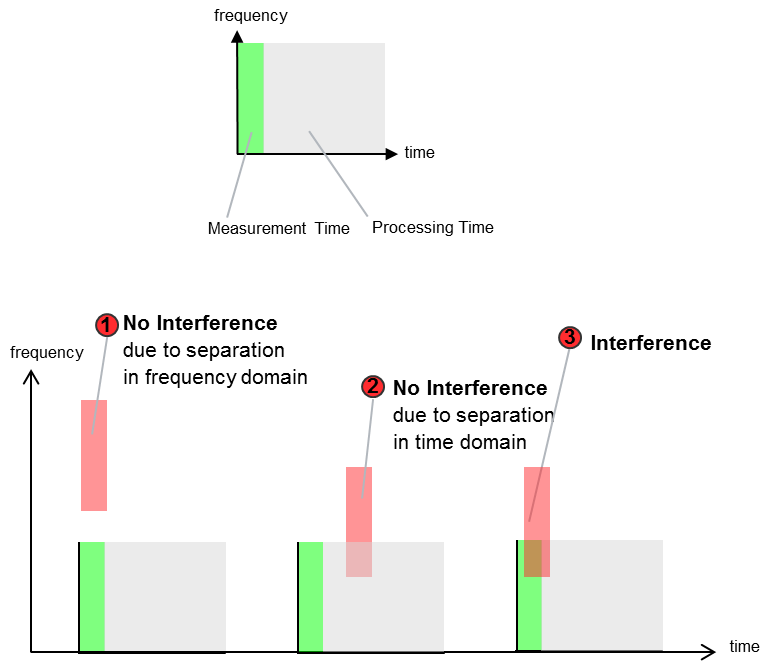 frequency
time
Measurement Time
Processing Time
1
No Interference
due to separation
in frequency domain
frequency
3
Interference
2
No Interference
due to separation
in time domain
time